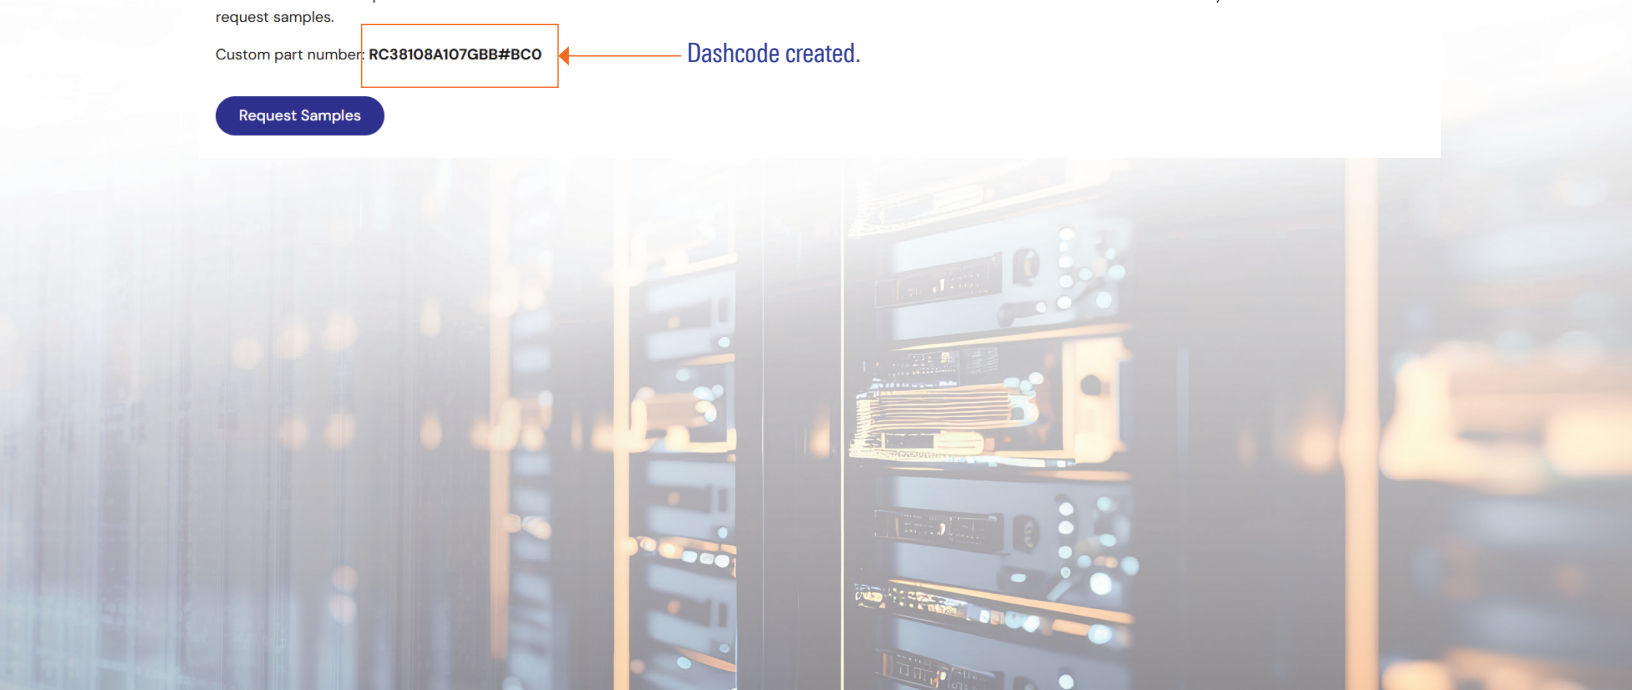 request samples.
Custom part number: RC38108A107GBB#BC0
Dashcode created.
Request Samples